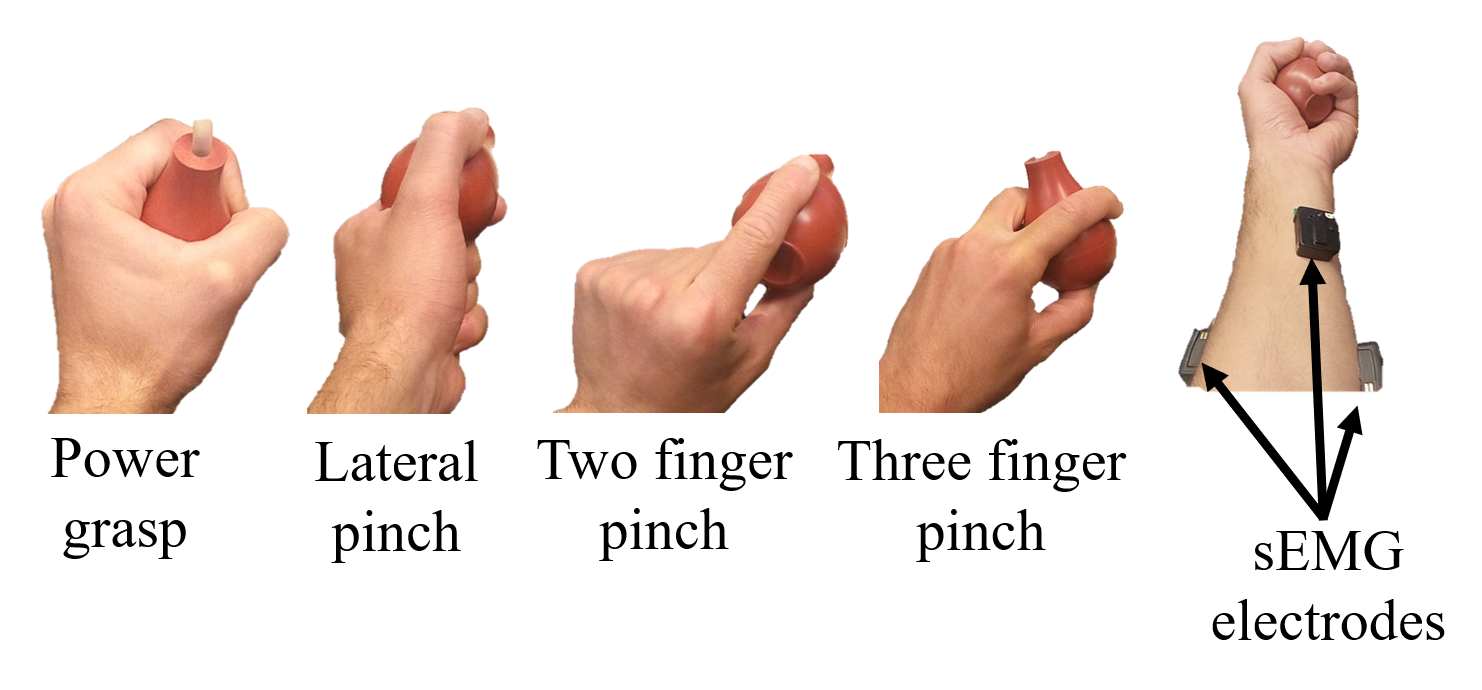 Power
grasp
Lateral
pinch
Two finger
pinch
Three finger
pinch
sEMG
electrodes